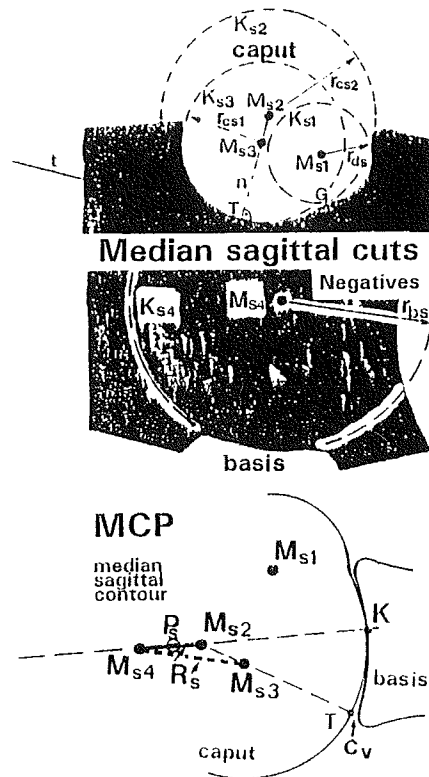 Ks2
caput
Ks3 Ms2 rcs2
rcs1 Ks1
Ms3 Ms1 rds
t n
T G
Median sagittal cuts
Negatives
Ks4 Ms4 rbs
basis
MCP
median
sagittal
contour
Ms1
Ps Ms2 K
Ms4 Rs Ms3 basis
T
caput Cv